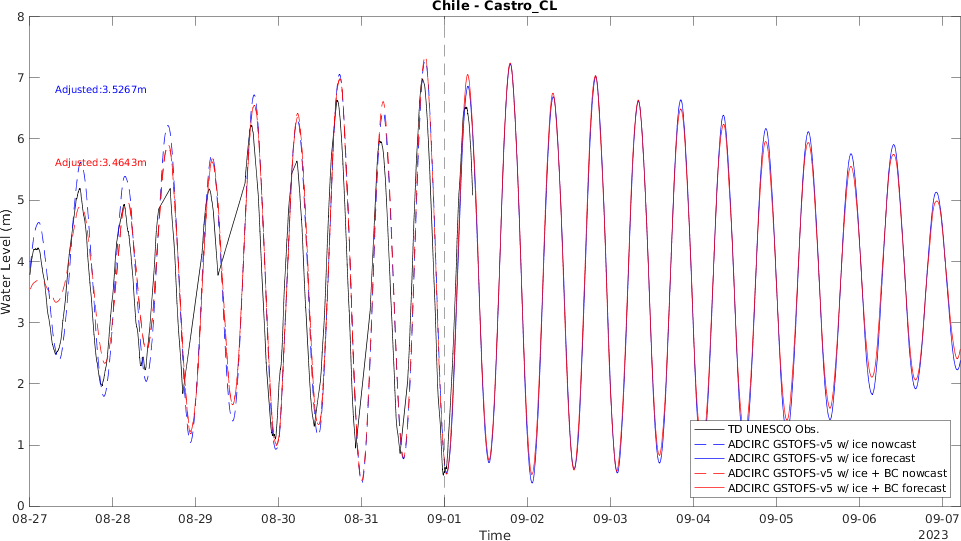 Chile - Castro_CL
8
7
6
5
4
3
2
1
0
Water Level (m)
Adjusted:3.5267m
Adjusted:3.4643m
TD UNESCO Obs.
ADCIRC GSTOFS-v5 w/ ice nowcast
ADCIRC GSTOFS-v5 w/ ice forecast
ADCIRC GSTOFS-v5 w/ ice + BC nowcast
ADCIRC GSTOFS-v5 w/ ice + BC forecast
08-27 08-28 08-29 08-30 08-31 09-01 09-02 09-03 09-04 09-05 09-06 09-07
Time
2023